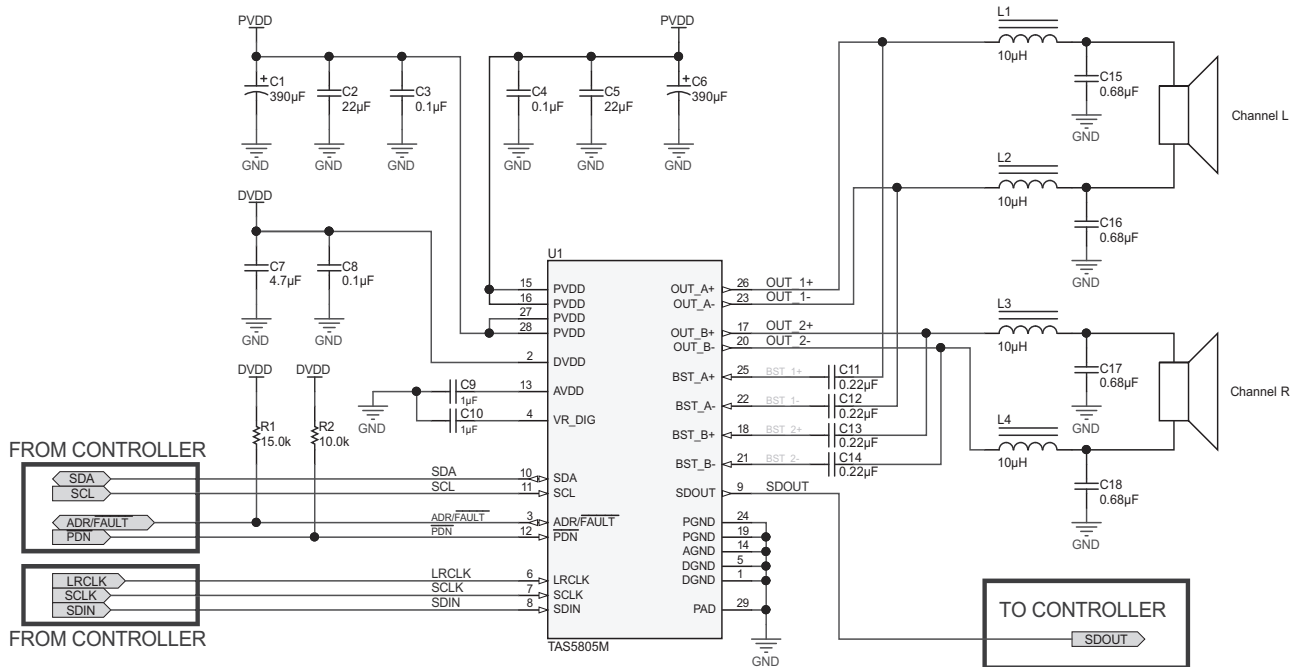 PVDD
C1
390µF
C2
22µF
C3
0.1µF
GND
GND
GND
PVDD
C4
0.1µF
C5
22µF
C6
390µF
GND
GND
GND
L1
10µH
C15
0.68µF
GND
Channel L
L2
10µH
C16
0.68µF
GND
DVDD
C7
4.7µF
C8
0.1µF
GND
GND
U1
15 PVDD
16 PVDD
27 PVDD
28 PVDD
2 DVDD
13 AVDD
4 VR_DIG
10 SDA
11 SCL
3 ADR/FAULT
12 PDN
6 LRCLK
7 SCLK
8 SDIN
OUT_A+ 26 OUT_1+
OUT_A- 23 OUT_1-
OUT_B+ 17 OUT_2+
OUT_B- 20 OUT_2-
BST_A+ 25 BST_1+
BST_A- 22 BST_1-
BST_B+ 18 BST_2+
BST_B- 21 BST_2-
SDOUT 9 SDOUT
PGND 24
PGND 19
AGND 14
DGND 5
DGND 1
PAD 29
TAS5805M
GND
C11
0.22µF
C12
0.22µF
C13
0.22µF
C14
0.22µF
L3
10µH
C17
0.68µF
GND
Channel R
L4
10µH
C18
0.68µF
GND
C9
1µF
C10
1µF
GND
DVDD
DVDD
R1
15.0k
R2
10.0k
FROM CONTROLLER
SDA
SCL
ADR/FAULT
PDN
SDA
SCL
ADR/FAULT
PDN
LRCLK
SCLK
SDIN
LRCLK
SCLK
SDIN
FROM CONTROLLER
TO CONTROLLER
SDOUT